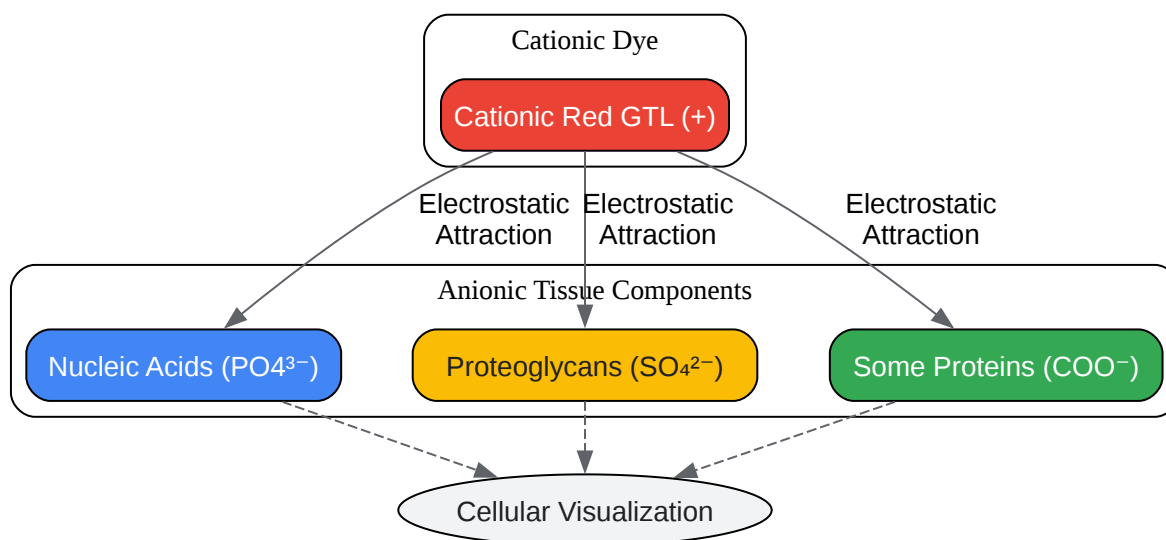 Cationic Dye
Cationic Red GTL (+)
Electrostatic
Attraction
Electrostatic
Attraction
Electrostatic
Attraction
Anionic Tissue Components
Nucleic Acids (PO4³⁻)
Proteoglycans (SO₄²⁻)
Some Proteins (COO⁻)
Cellular Visualization